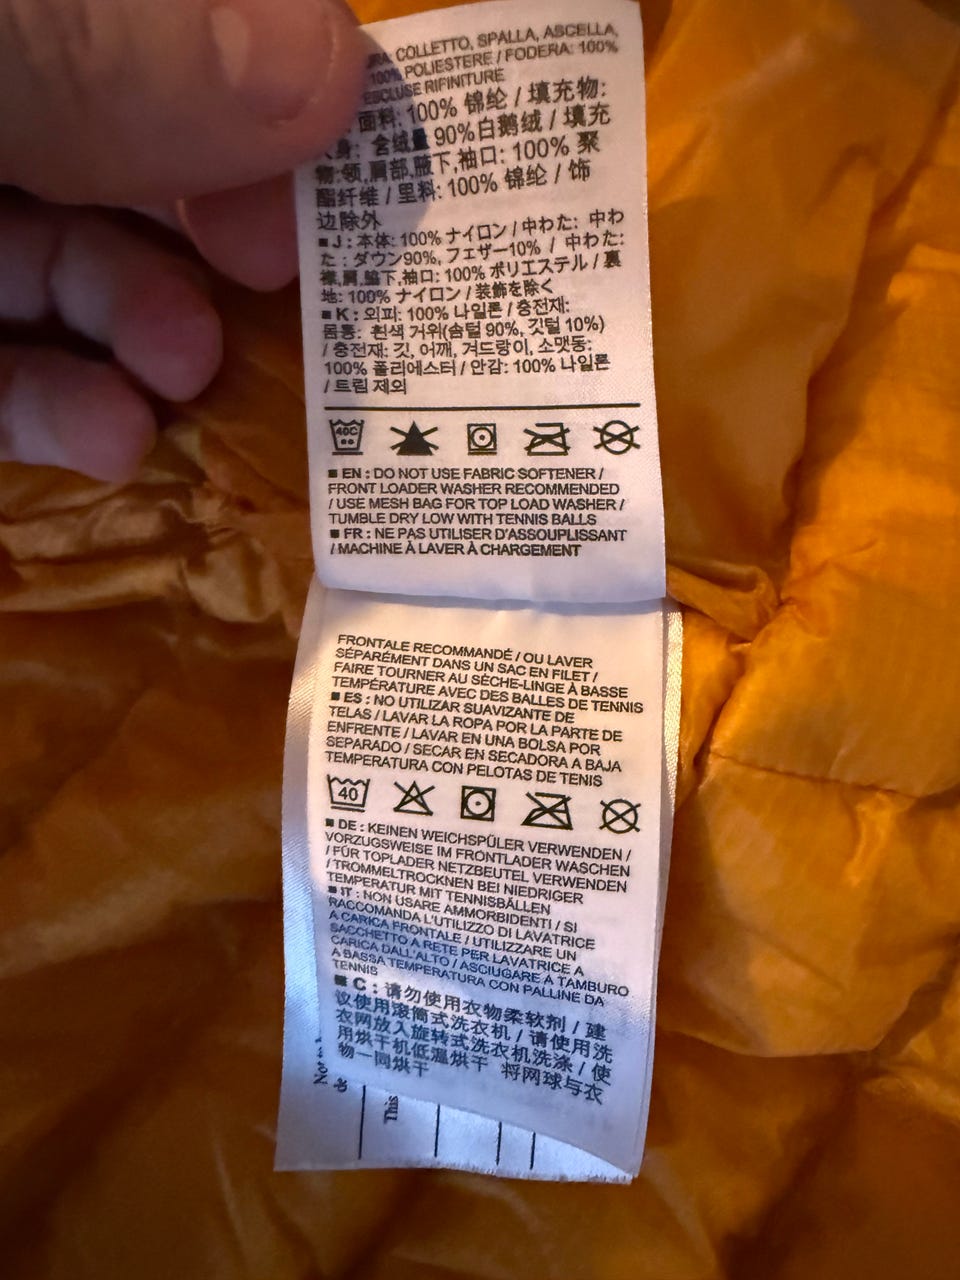 COLLETTO, SPALLA, ASCELLA,
100% POLIESTERE / FODERA: 100%
ESCLUSE RIFINITURE
面料: 100% 锦纶 / 填充物:
身: 含绒量 90%白鹅绒 / 填充
物:领,肩部,腋下,袖口: 100% 聚
酯纤维 / 里料: 100% 锦纶 / 饰
边除外
■ J : 本体: 100% ナイロン / 中わた: 中わ
た : ダウン90%, フェザー10% / 中わた:
襟,肩,脇下,袖口: 100% ポリエステル / 裏
地: 100% ナイロン / 装飾を除く
■ K : 외피: 100% 나일론 / 충전재:
몸통: 흰색 거위(솜털 90%, 깃털 10%)
/ 충전재: 깃, 어깨, 겨드랑이, 소맷동:
100% 폴리에스터 / 안감: 100% 나일론
/ 트림 제외
40C
■ EN : DO NOT USE FABRIC SOFTENER /
FRONT LOADER WASHER RECOMMENDED
/ USE MESH BAG FOR TOP LOAD WASHER /
TUMBLE DRY LOW WITH TENNIS BALLS
■ FR : NE PAS UTILISER D'ASSOUPLISSANT
/ MACHINE À LAVER À CHARGEMENT
FRONTALE RECOMMANDÉ / OU LAVER
SÉPARÉMENT DANS UN SAC EN FILET /
FAIRE TOURNER AU SÈCHE-LINGE À BASSE
TEMPÉRATURE AVEC DES BALLES DE TENNIS
■ ES : NO UTILIZAR SUAVIZANTE DE
TELAS / LAVAR LA ROPA POR LA PARTE DE
ENFRENTE / LAVAR EN UNA BOLSA POR
SEPARADO / SECAR EN SECADORA A BAJA
TEMPERATURA CON PELOTAS DE TENIS
40
■ DE : KEINEN WEICHSPÜLER VERWENDEN /
VORZUGSWEISE IM FRONTLADER WASCHEN
/ FÜR TOPLADER NETZBEUTEL VERWENDEN
/ TROMMELTROCKNEN BEI NIEDRIGER
TEMPERATUR MIT TENNISBÄLLEN
■ IT : NON USARE AMMORBIDENTI / SI
RACCOMANDA L'UTILIZZO DI LAVATRICE
A CARICA FRONTALE / UTILIZZARE UN
SACCHETTO A RETE PER LAVATRICE A
CARICA DALL'ALTO / ASCIUGARE A TAMBURO
A BASSA TEMPERATURA CON PALLINE DA
TENNIS
■ C : 请勿使用衣物柔软剂 / 建
议使用滚筒式洗衣机 / 请使用洗
衣网放入旋转式洗衣机洗涤 / 使
用烘干机低温烘干 将网球与衣
物一同烘干
This